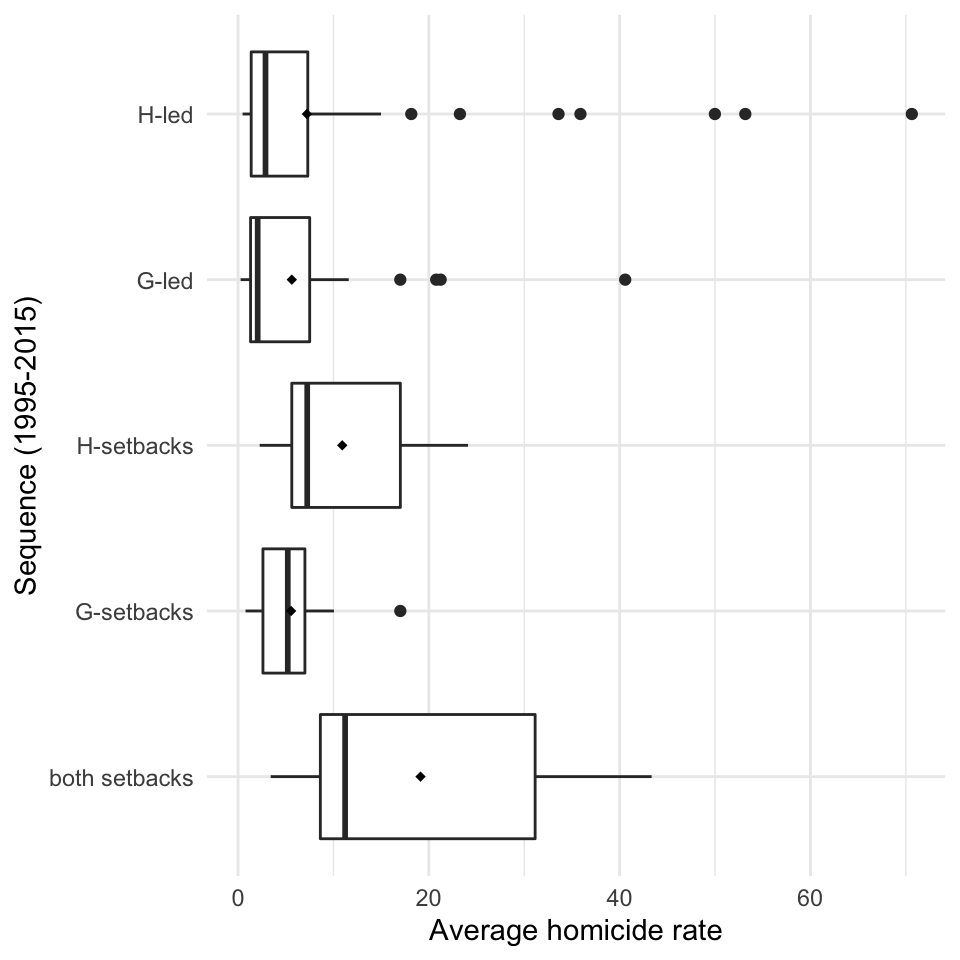 H-led
G-led
H-setbacks
G-setbacks
both setbacks
Sequence (1995-2015)
0 20 40 60
Average homicide rate